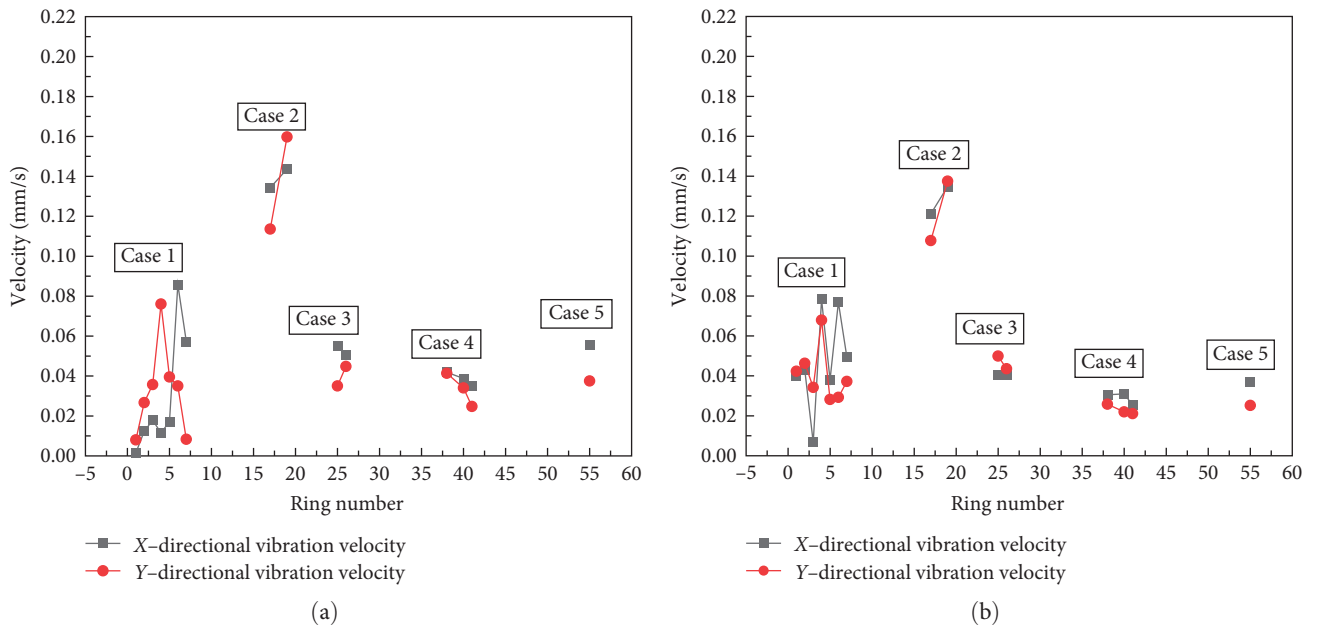 0.22
0.20
0.18
0.16
0.14
0.12
0.10
0.08
0.06
0.04
0.02
0.00
Velocity (mm/s)
Case 1
Case 2
Case 3
Case 4
Case 5
–5 0 5 10 15 20 25 30 35 40 45 50 55 60
Ring number
X–directional vibration velocity
Y–directional vibration velocity
(a)
0.22
0.20
0.18
0.16
0.14
0.12
0.10
0.08
0.06
0.04
0.02
0.00
Velocity (mm/s)
Case 1
Case 2
Case 3
Case 4
Case 5
–5 0 5 10 15 20 25 30 35 40 45 50 55 60
Ring number
X–directional vibration velocity
Y–directional vibration velocity
(b)